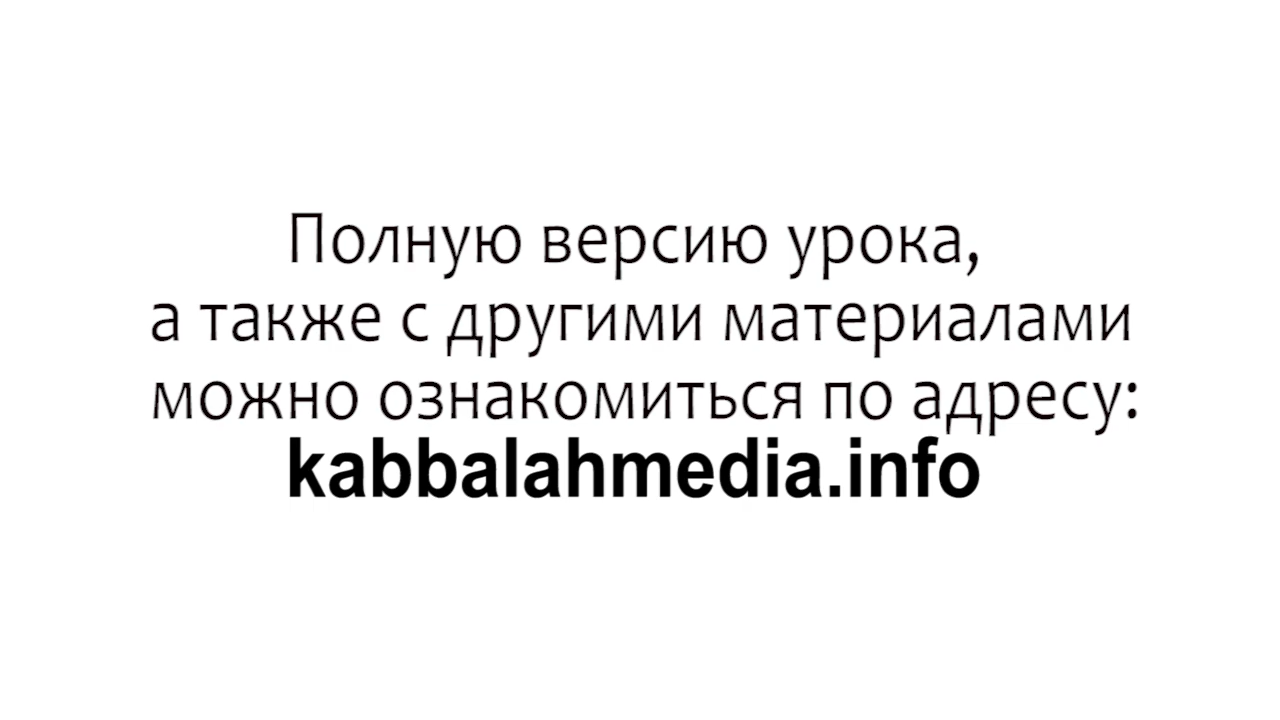 Полную версию урока,
а также с другими материалами
можно ознакомиться по адресу:
kabbalahmedia.info